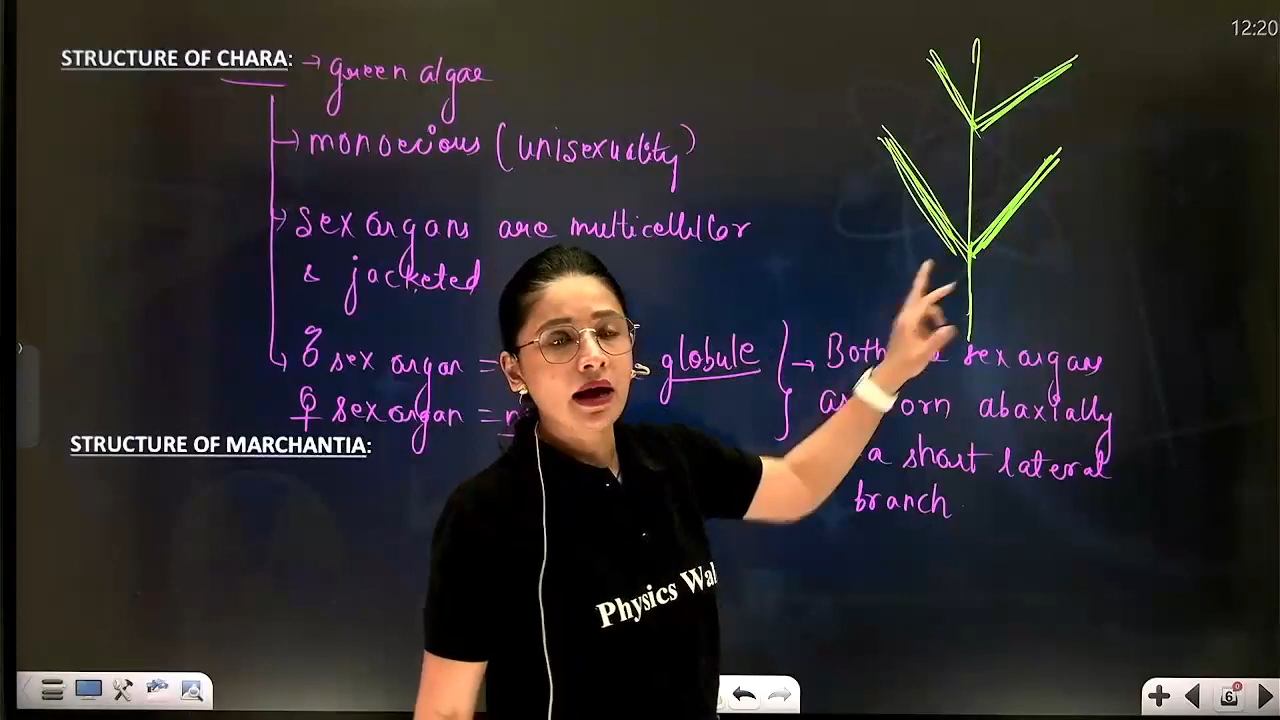 12:20
STRUCTURE OF CHARA: → green algae
→ monoecious (unisexuality)
→ sex organs are multicellular
& jacketed
→ ♂ sex organ = globule } → Both sex organs
♀ sex organ = born abaxially
a short lateral
branch
STRUCTURE OF MARCHANTIA:
Physics Wal
6